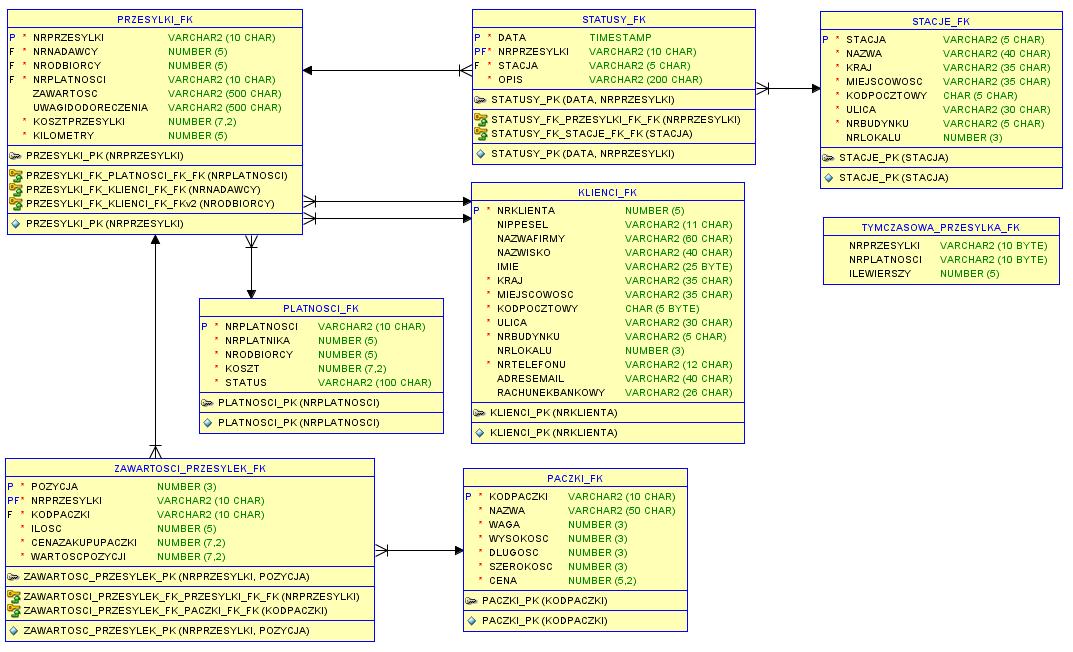 PRZESYLKI_FK
P * NRPRZESYLKI VARCHAR2 (10 CHAR)
F * NRNADAWCY NUMBER (5)
F * NRODBIORCY NUMBER (5)
F * NRPLATNOSCI VARCHAR2 (10 CHAR)
ZAWARTOSC VARCHAR2 (500 CHAR)
UWAGIDODORECZENIA VARCHAR2 (500 CHAR)
* KOSZTPRZESYLKI NUMBER (7,2)
* KILOMETRY NUMBER (5)
PRZESYLKI_PK (NRPRZESYLKI)
PRZESYLKI_FK_PLATNOSCI_FK_FK (NRPLATNOSCI)
PRZESYLKI_FK_KLIENCI_FK_FK (NRNADAWCY)
PRZESYLKI_FK_KLIENCI_FK_FKv2 (NRODBIORCY)
PRZESYLKI_PK (NRPRZESYLKI)
STATUSY_FK
P * DATA TIMESTAMP
PF* NRPRZESYLKI VARCHAR2 (10 CHAR)
F * STACJA VARCHAR2 (5 CHAR)
* OPIS VARCHAR2 (200 CHAR)
STATUSY_PK (DATA, NRPRZESYLKI)
STATUSY_FK_PRZESYLKI_FK_FK (NRPRZESYLKI)
STATUSY_FK_STACJE_FK_FK (STACJA)
STATUSY_PK (DATA, NRPRZESYLKI)
STACJE_FK
P * STACJA VARCHAR2 (5 CHAR)
* NAZWA VARCHAR2 (40 CHAR)
* KRAJ VARCHAR2 (35 CHAR)
* MIEJSCOWOSC VARCHAR2 (35 CHAR)
* KODPOCZTOWY CHAR (5 CHAR)
* ULICA VARCHAR2 (30 CHAR)
* NRBUDYNKU VARCHAR2 (5 CHAR)
NRLOKALU NUMBER (3)
STACJE_PK (STACJA)
STACJE_PK (STACJA)
KLIENCI_FK
P * NRKLIENTA NUMBER (5)
NIPPESEL VARCHAR2 (11 CHAR)
NAZWAFIRMY VARCHAR2 (60 CHAR)
NAZWISKO VARCHAR2 (40 CHAR)
IMIE VARCHAR2 (25 BYTE)
* KRAJ VARCHAR2 (35 CHAR)
* MIEJSCOWOSC VARCHAR2 (35 CHAR)
* KODPOCZTOWY CHAR (5 BYTE)
* ULICA VARCHAR2 (30 CHAR)
* NRBUDYNKU VARCHAR2 (5 CHAR)
NRLOKALU NUMBER (3)
* NRTELEFONU VARCHAR2 (12 CHAR)
ADRESEMAIL VARCHAR2 (40 CHAR)
RACHUNEKBANKOWY VARCHAR2 (26 CHAR)
KLIENCI_PK (NRKLIENTA)
KLIENCI_PK (NRKLIENTA)
TYMCZASOWA_PRZESYLKA_FK
NRPRZESYLKI VARCHAR2 (10 BYTE)
NRPLATNOSCI VARCHAR2 (10 BYTE)
ILEWIERSZY NUMBER (5)
PLATNOSCI_FK
P * NRPLATNOSCI VARCHAR2 (10 CHAR)
* NRPLATNIKA NUMBER (5)
* NRODBIORCY NUMBER (5)
* KOSZT NUMBER (7,2)
* STATUS VARCHAR2 (100 CHAR)
PLATNOSCI_PK (NRPLATNOSCI)
PLATNOSCI_PK (NRPLATNOSCI)
ZAWARTOSCI_PRZESYLEK_FK
P * POZYCJA NUMBER (3)
PF* NRPRZESYLKI VARCHAR2 (10 CHAR)
F * KODPACZKI VARCHAR2 (10 CHAR)
* ILOSC NUMBER (5)
* CENAZAKUPUPACZKI NUMBER (7,2)
* WARTOSCPOZYCJI NUMBER (7,2)
ZAWARTOSC_PRZESYLEK_PK (NRPRZESYLKI, POZYCJA)
ZAWARTOSCI_PRZESYLEK_FK_PRZESYLKI_FK_FK (NRPRZESYLKI)
ZAWARTOSCI_PRZESYLEK_FK_PACZKI_FK_FK (KODPACZKI)
ZAWARTOSC_PRZESYLEK_PK (NRPRZESYLKI, POZYCJA)
PACZKI_FK
P * KODPACZKI VARCHAR2 (10 CHAR)
* NAZWA VARCHAR2 (50 CHAR)
* WAGA NUMBER (3)
* WYSOKOSC NUMBER (3)
* DLUGOSC NUMBER (3)
* SZEROKOSC NUMBER (3)
* CENA NUMBER (5,2)
PACZKI_PK (KODPACZKI)
PACZKI_PK (KODPACZKI)